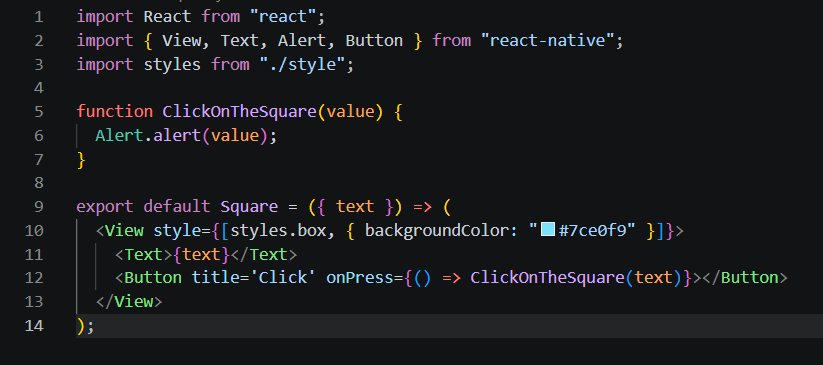 1 import React from "react";
2 import { View, Text, Alert, Button } from "react-native";
3 import styles from "./style";
4
5 function ClickOnTheSquare(value) {
6   Alert.alert(value);
7 }
8
9 export default Square = ({ text }) => (
10   <View style={[styles.box, { backgroundColor: "#7ce0f9" }]}>
11     <Text>{text}</Text>
12     <Button title='Click' onPress={() => ClickOnTheSquare(text)}></Button>
13   </View>
14 );